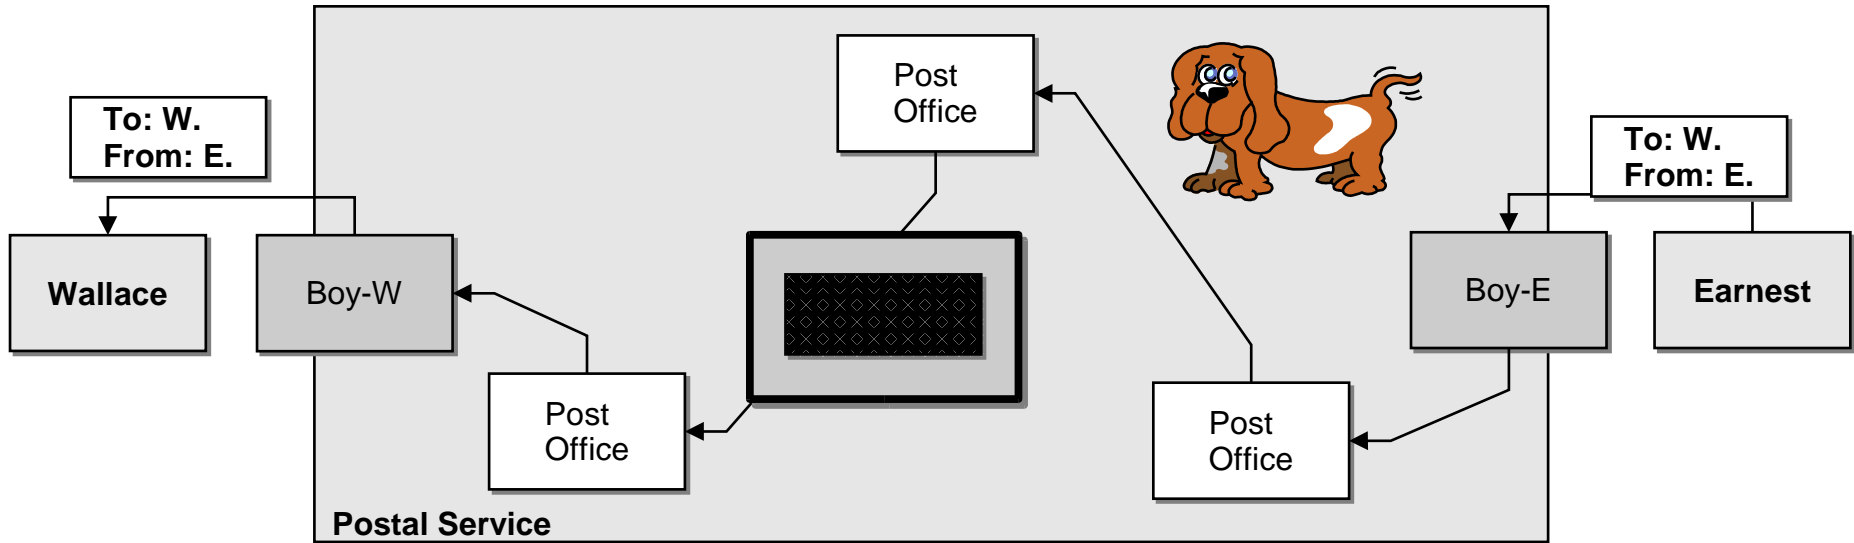 Post
Office
To: W.
From: E.
To: W.
From: E.
Wallace
Boy-W
Boy-E
Earnest
Post
Office
Post
Office
Postal Service